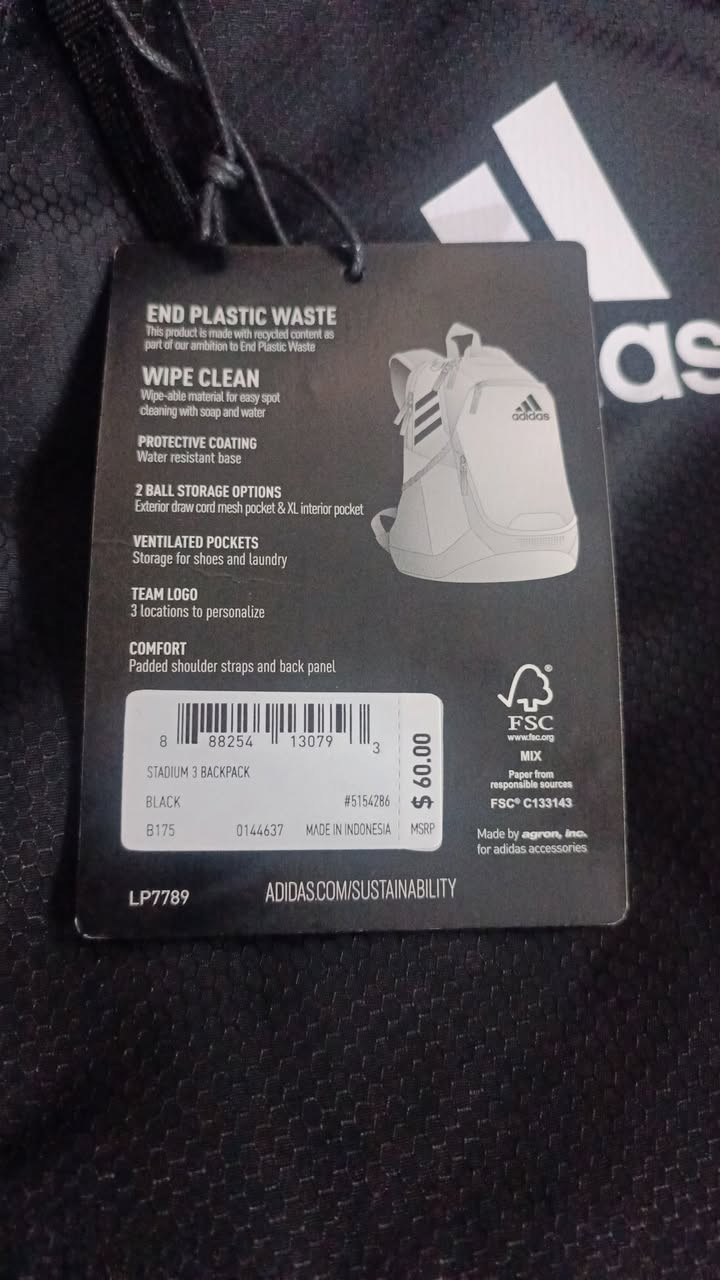 END PLASTIC WASTE
This product is made with recycled content as
part of our ambition to End Plastic Waste
WIPE CLEAN
Wipe-able material for easy spot
cleaning with soap and water
PROTECTIVE COATING
Water resistant base
2 BALL STORAGE OPTIONS
Exterior draw cord mesh pocket & XL interior pocket
VENTILATED POCKETS
Storage for shoes and laundry
TEAM LOGO
3 locations to personalize
COMFORT
Padded shoulder straps and back panel
adidas
as
8 88254 13079 3
STADIUM 3 BACKPACK
BLACK #5154286
B175 0144637 MADE IN INDONESIA
$ 60.00
MSRP
FSC®
www.fsc.org
MIX
Paper from
responsible sources
FSC® C133143
Made by agron, inc.
for adidas accessories
LP7789
ADIDAS.COM/SUSTAINABILITY